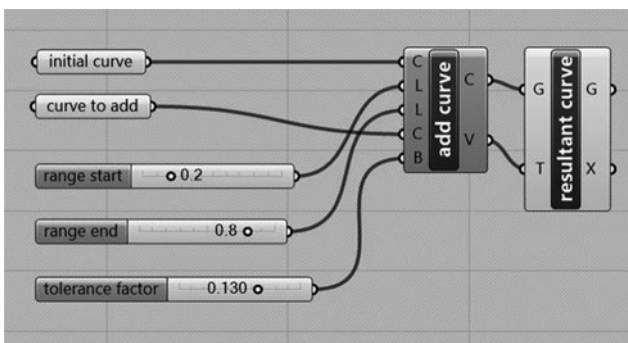 initial curve
curve to add
range start 0.2
range end 0.8
tolerance factor 0.130
C
L
L
C
B
add curve
C
V
G
T
resultant curve
G
X